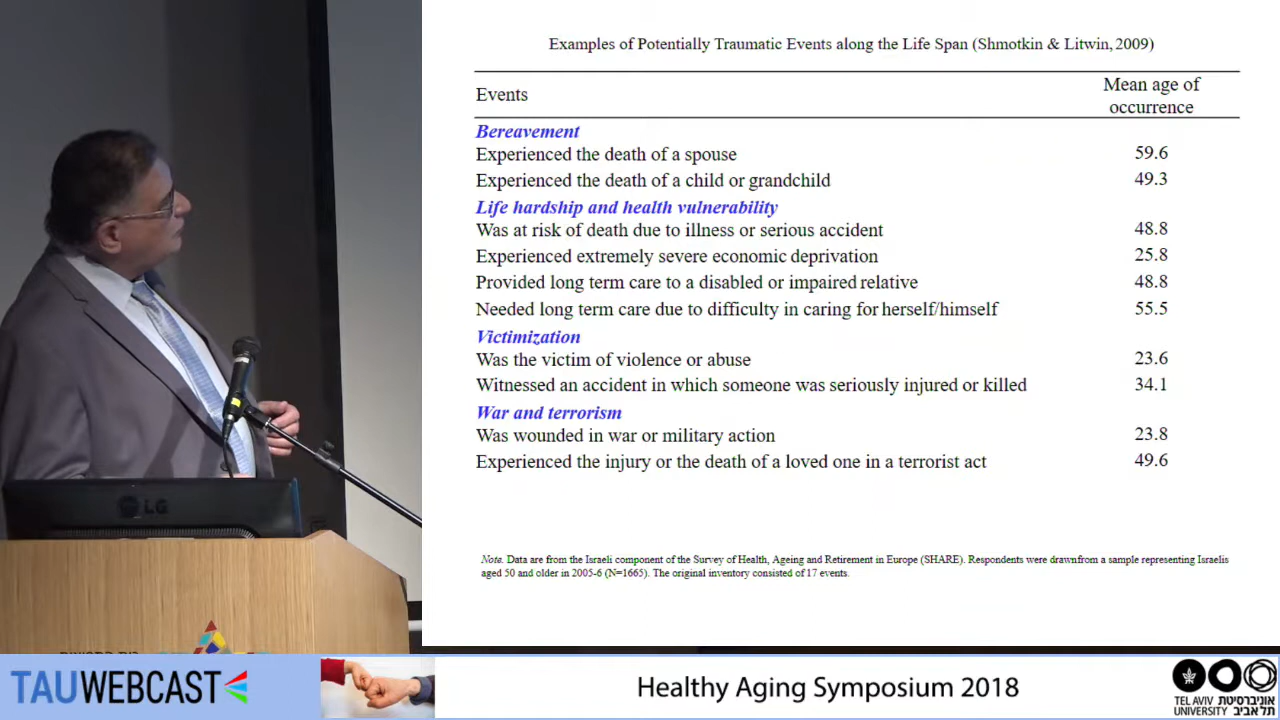 Examples of Potentially Traumatic Events along the Life Span (Shmotkin & Litwin, 2009)
Events
Mean age of
occurrence
Bereavement
Experienced the death of a spouse 59.6
Experienced the death of a child or grandchild 49.3
Life hardship and health vulnerability
Was at risk of death due to illness or serious accident 48.8
Experienced extremely severe economic deprivation 25.8
Provided long term care to a disabled or impaired relative 48.8
Needed long term care due to difficulty in caring for herself/himself 55.5
Victimization
Was the victim of violence or abuse 23.6
Witnessed an accident in which someone was seriously injured or killed 34.1
War and terrorism
Was wounded in war or military action 23.8
Experienced the injury or the death of a loved one in a terrorist act 49.6
Note. Data are from the Israeli component of the Survey of Health, Ageing and Retirement in Europe (SHARE). Respondents were drawnfrom a sample representing Israelis
aged 50 and older in 2005-6 (N=1665). The original inventory consisted of 17 events.
LG
TAUWEBCAST
Healthy Aging Symposium 2018
TEL AVIV אוניברסיטת
UNIVERSITY תל אביב